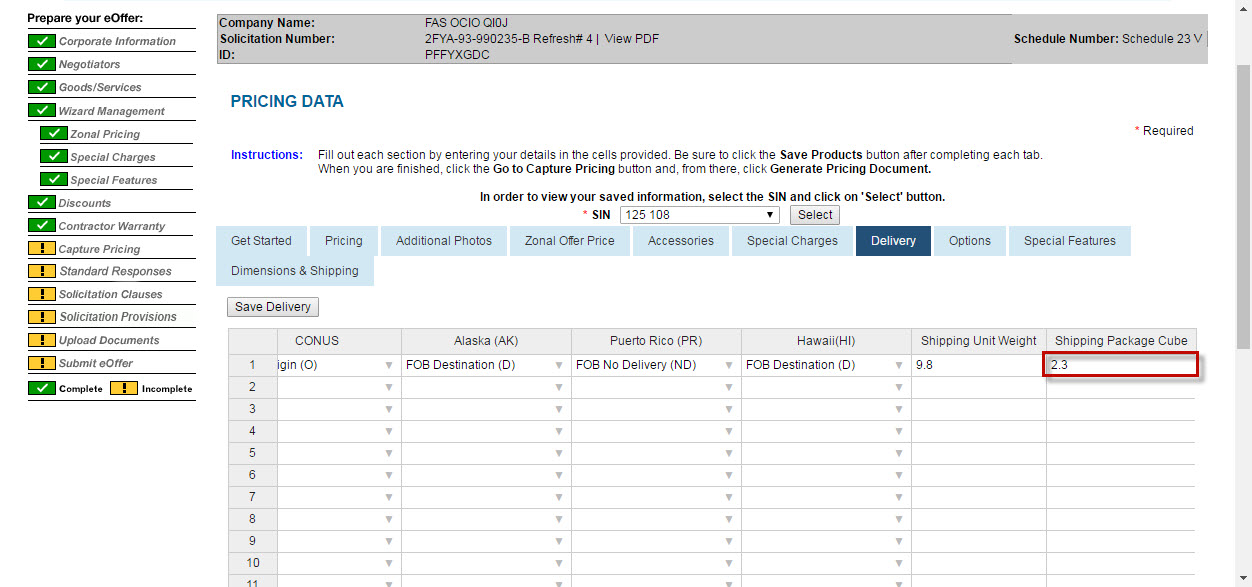 Prepare your eOffer:
Corporate Information
Negotiators
Goods/Services
Wizard Management
Zonal Pricing
Special Charges
Special Features
Discounts
Contractor Warranty
Capture Pricing
Standard Responses
Solicitation Clauses
Solicitation Provisions
Upload Documents
Submit eOffer
Complete ! Incomplete
Company Name: FAS OCIO QI0J
Solicitation Number: 2FYA-93-990235-B Refresh# 4 | View PDF Schedule Number: Schedule 23 V
ID: PFFYXGDC
PRICING DATA
* Required
Instructions: Fill out each section by entering your details in the cells provided. Be sure to click the Save Products button after completing each tab.
When you are finished, click the Go to Capture Pricing button and, from there, click Generate Pricing Document.
In order to view your saved information, select the SIN and click on 'Select' button.
* SIN 125 108 Select
Get Started Pricing Additional Photos Zonal Offer Price Accessories Special Charges Delivery Options Special Features
Dimensions & Shipping
Save Delivery
CONUS Alaska (AK) Puerto Rico (PR) Hawaii(HI) Shipping Unit Weight Shipping Package Cube
1 igin (O) FOB Destination (D) FOB No Delivery (ND) FOB Destination (D) 9.8 2.3
2
3
4
5
6
7
8
9
10
11